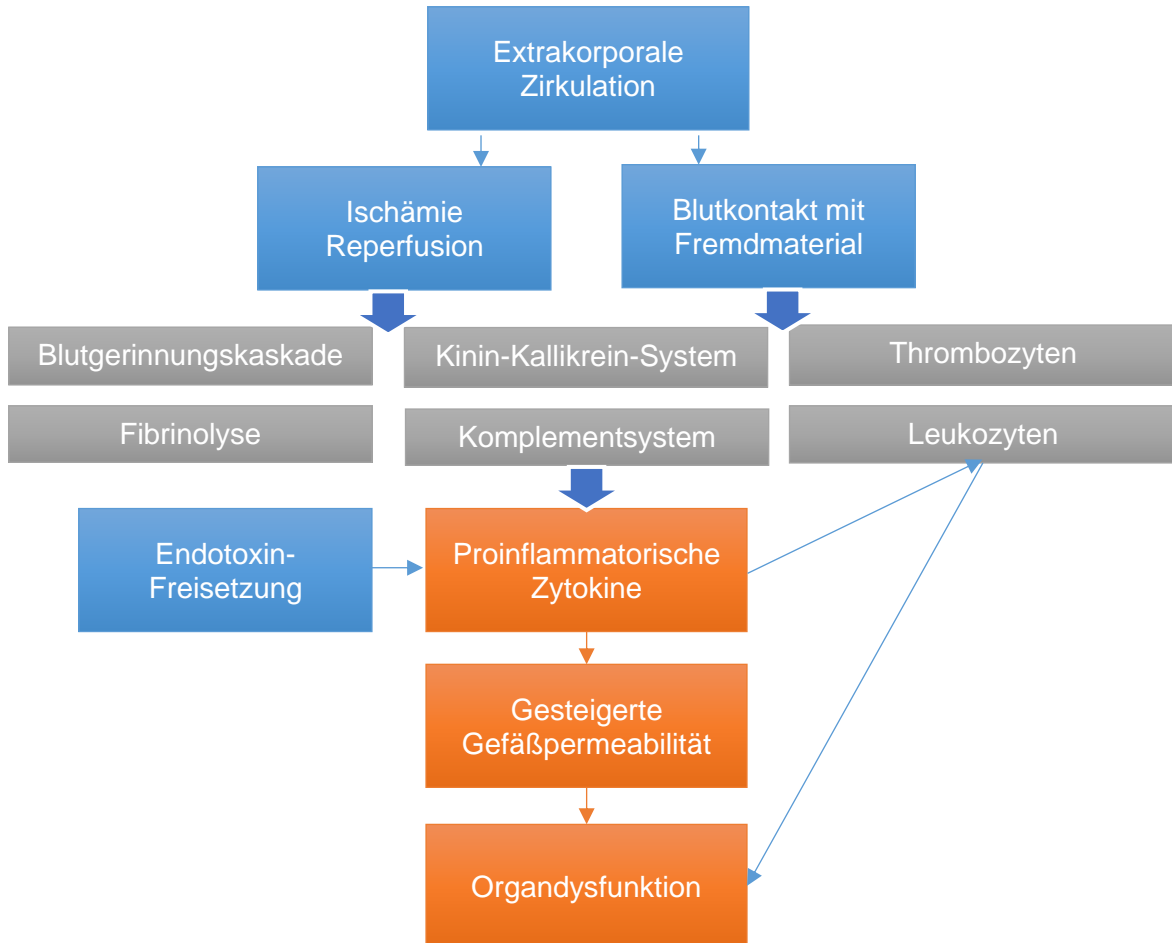 Extrakorporale
Zirkulation
Ischämie
Reperfusion
Blutkontakt mit
Fremdmaterial
Blutgerinnungskaskade
Kinin-Kallikrein-System
Thrombozyten
Fibrinolyse
Komplementsystem
Leukozyten
Endotoxin-
Freisetzung
Proinflammatorische
Zytokine
Gesteigerte
Gefäßpermeabilität
Organdysfunktion